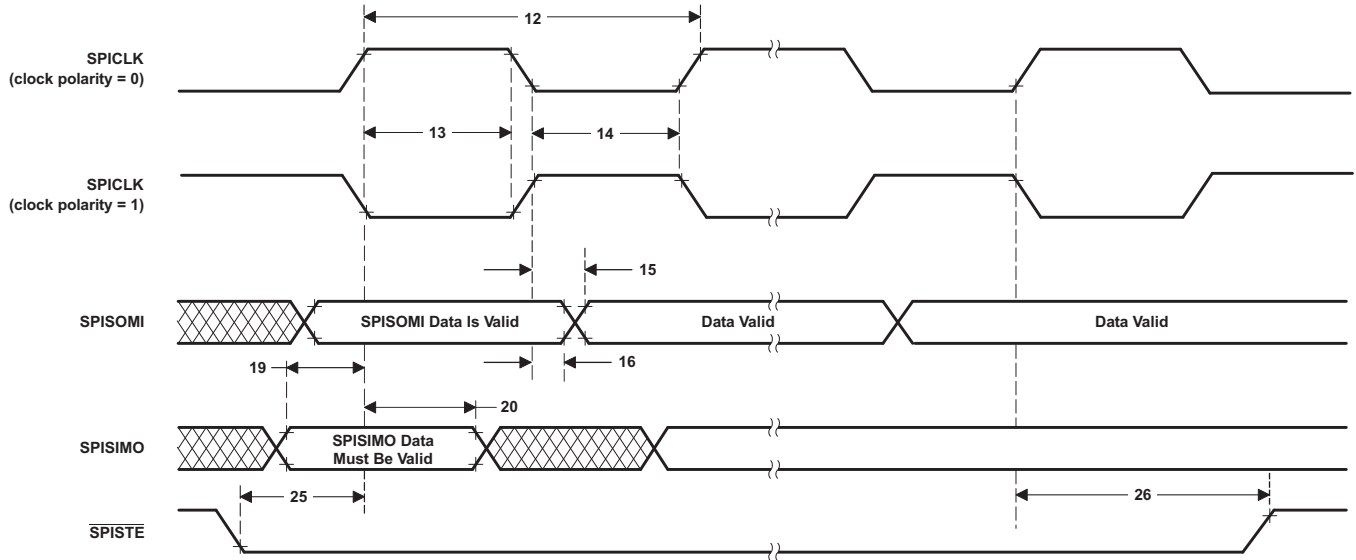 12
SPICLK
(clock polarity = 0)
13
14
SPICLK
(clock polarity = 1)
15
SPISOMI
SPISOMI Data Is Valid
Data Valid
Data Valid
16
19
20
SPISIMO
SPISIMO Data
Must Be Valid
25
26
SPISTE